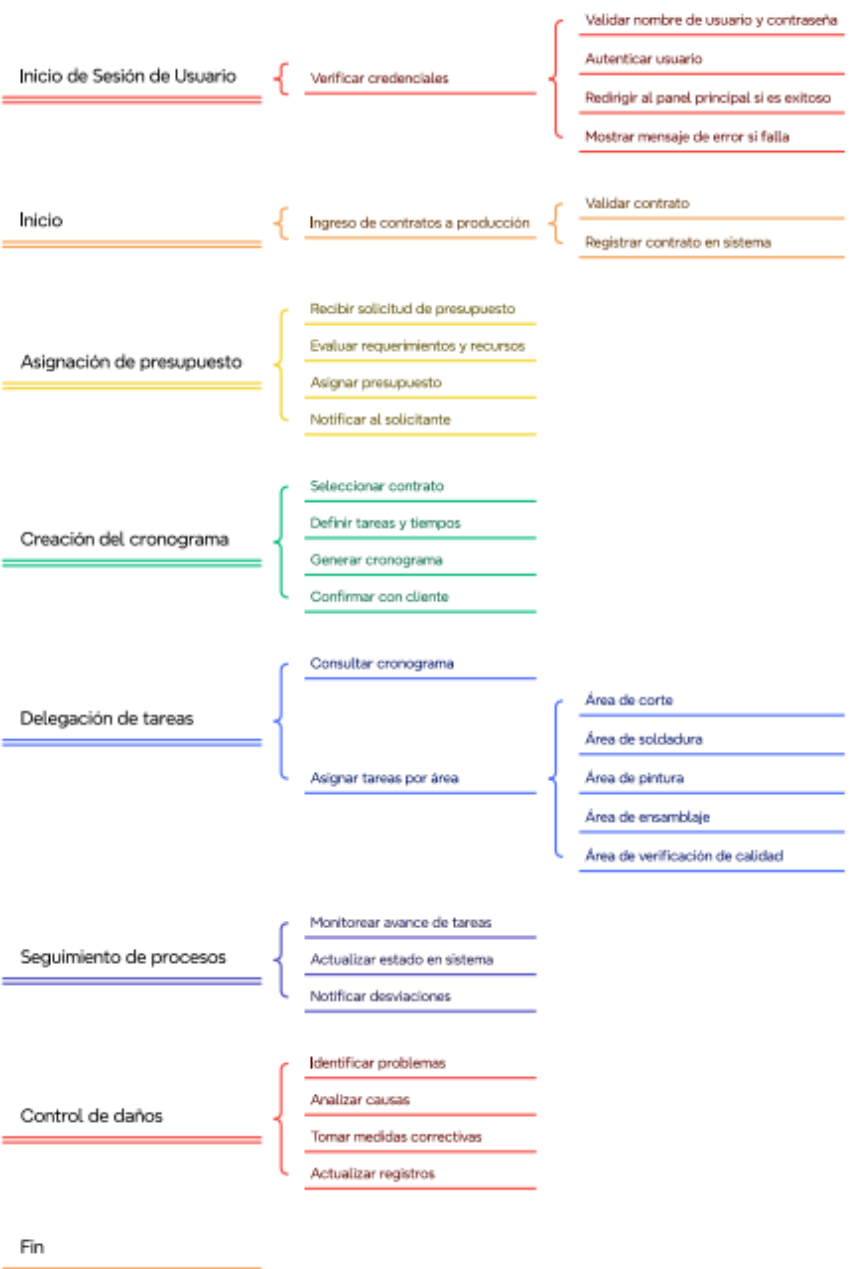 Inicio de Sesión de Usuario
Verificar credenciales
Validar nombre de usuario y contraseña
Autenticar usuario
Redirigir al panel principal si es exitoso
Mostrar mensaje de error si falla
Inicio
Ingreso de contratos a producción
Validar contrato
Registrar contrato en sistema
Asignación de presupuesto
Recibir solicitud de presupuesto
Evaluar requerimientos y recursos
Asignar presupuesto
Notificar al solicitante
Creación del cronograma
Seleccionar contrato
Definir tareas y tiempos
Generar cronograma
Confirmar con cliente
Delegación de tareas
Consultar cronograma
Asignar tareas por área
Área de corte
Área de soldadura
Área de pintura
Área de ensamblaje
Área de verificación de calidad
Seguimiento de procesos
Monitorear avance de tareas
Actualizar estado en sistema
Notificar desviaciones
Control de daños
Identificar problemas
Analizar causas
Tomar medidas correctivas
Actualizar registros
Fin